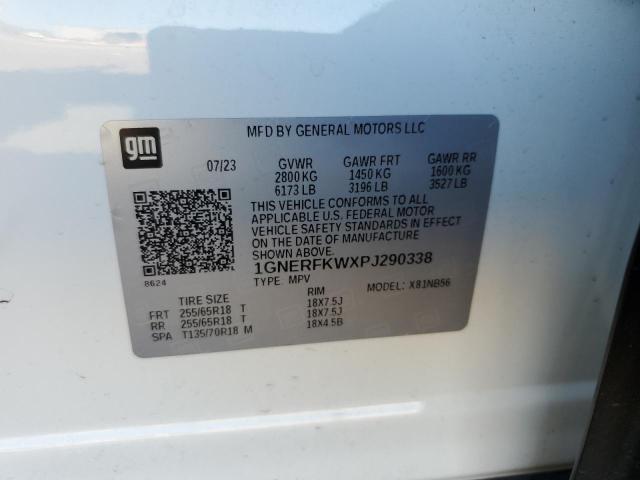 gm
MFD BY GENERAL MOTORS LLC
07/23 GVWR GAWR FRT GAWR RR
2800 KG 1450 KG 1600 KG
6173 LB 3196 LB 3527 LB
THIS VEHICLE CONFORMS TO ALL
APPLICABLE U.S. FEDERAL MOTOR
VEHICLE SAFETY STANDARDS IN EFFECT
ON THE DATE OF MANUFACTURE
SHOWN ABOVE.
1GNERFKWXPJ290338
8624
TYPE: MPV MODEL: X81NB56
TIRE SIZE RIM
FRT 255/65R18 T 18X7.5J
RR 255/65R18 T 18X7.5J
SPA T135/70R18 M 18X4.5B